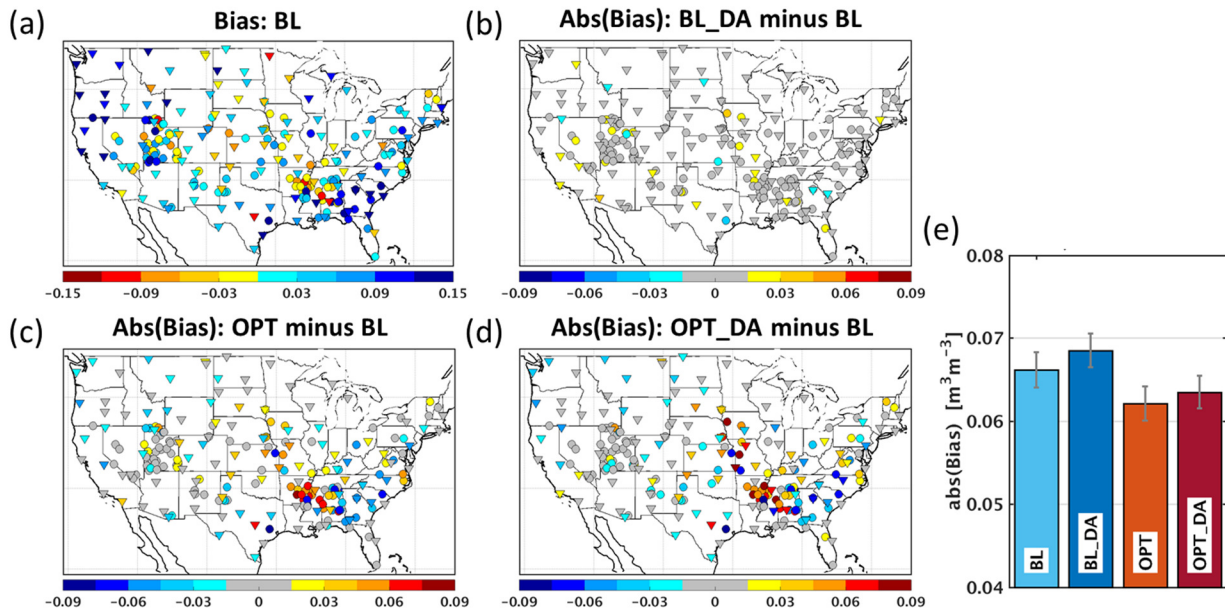 (a) Bias: BL
(b) Abs(Bias): BL_DA minus BL
−0.15 −0.09 −0.03 0.03 0.09 0.15
−0.09 −0.06 −0.03 0 0.03 0.06 0.09
(c) Abs(Bias): OPT minus BL
(d) Abs(Bias): OPT_DA minus BL
−0.09 −0.06 −0.03 0 0.03 0.06 0.09
−0.09 −0.06 −0.03 0 0.03 0.06 0.09
(e)
abs(Bias) [m³m⁻³]
0.08
0.07
0.06
0.05
0.04
BL
BL_DA
OPT
OPT_DA